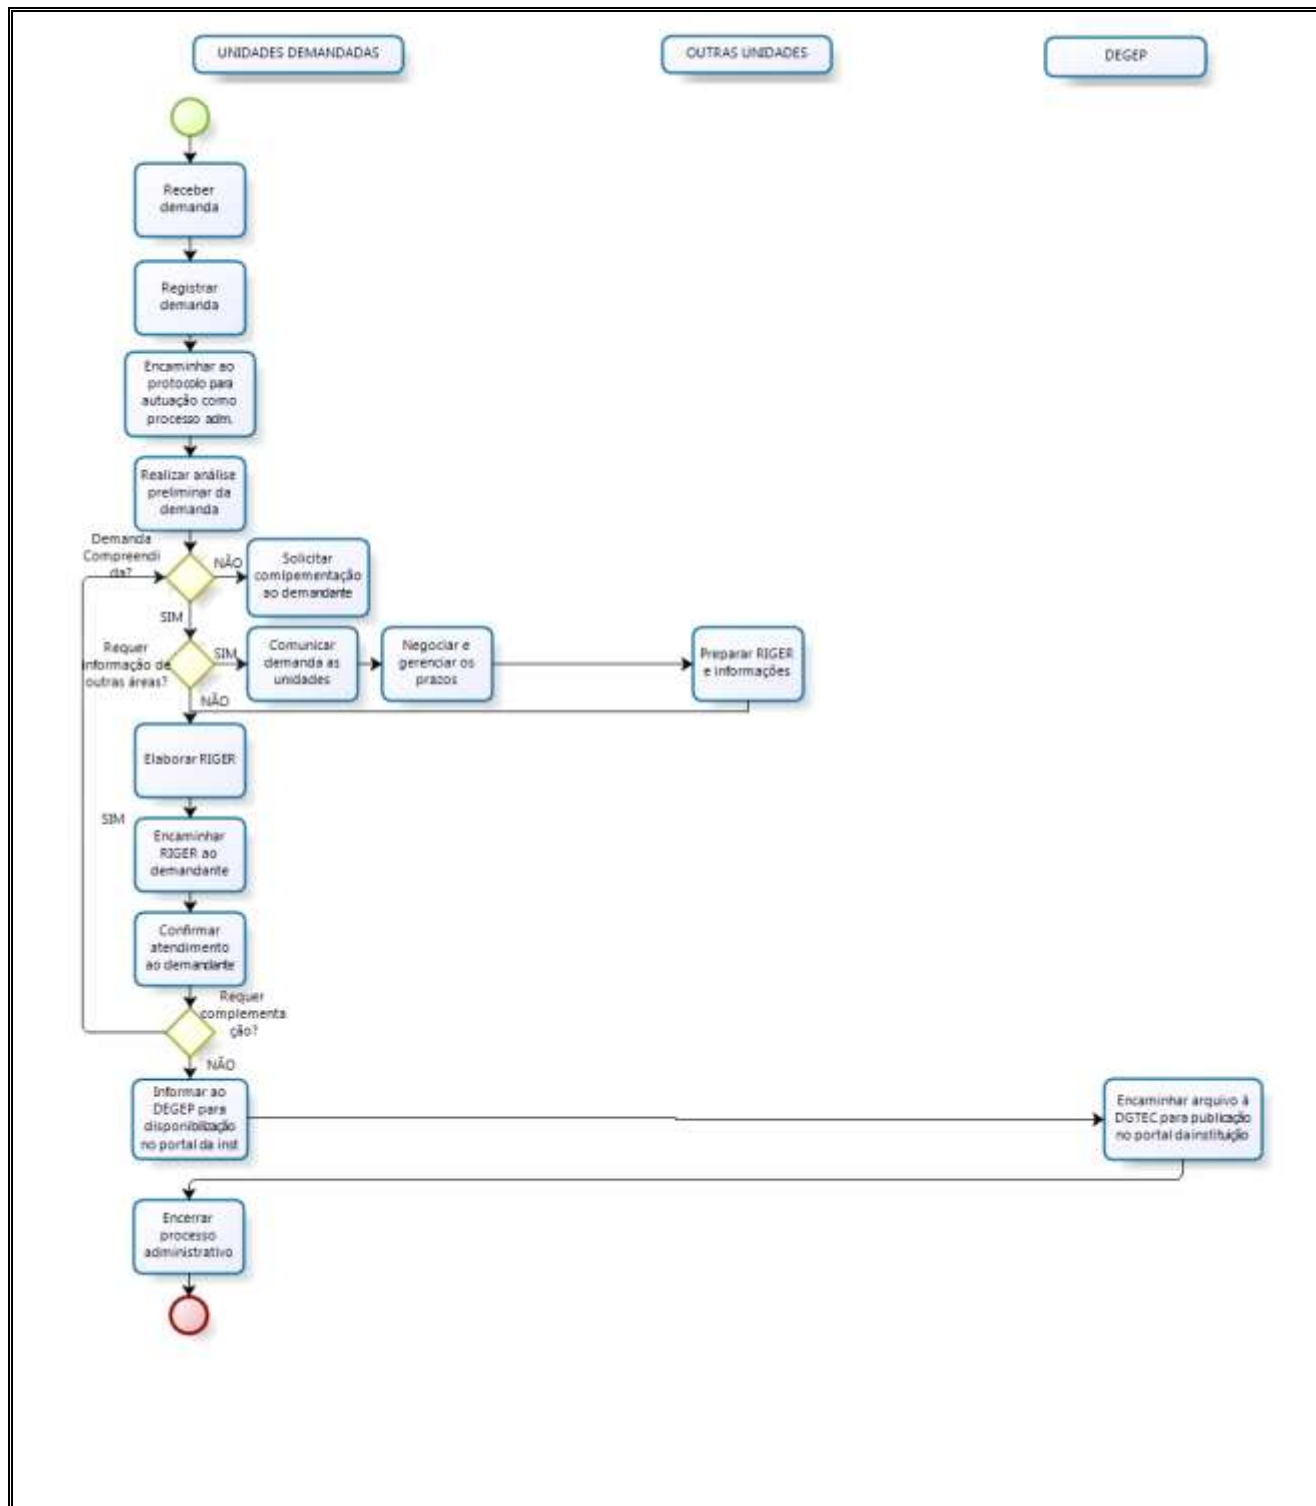 UNIDADES DEMANDADAS
OUTRAS UNIDADES
DEGEP
Receber
demanda
Registrar
demanda
Encaminhar ao
protocolo para
autuação como
processo adm.
Realizar análise
preliminar da
demanda
Demanda
Compreendi
da?
NÃO
Solicitar
comipementação
ao demandante
SIM
Requer
informação de
outras áreas?
SIM
Comunicar
demanda as
unidades
Negociar e
gerenciar os
prazos
Preparar RIGER
e informações
NÃO
Elaborar RIGER
SIM
Encaminhar
RIGER ao
demandante
Confirmar
atendimento
ao demandante
Requer
complementa
ção?
NÃO
Informar ao
DEGEP para
disponibilização
no portal da inst
Encaminhar arquivo à
DGTEC para publicação
no portal da instituição
Encerrar
processo
administrativo